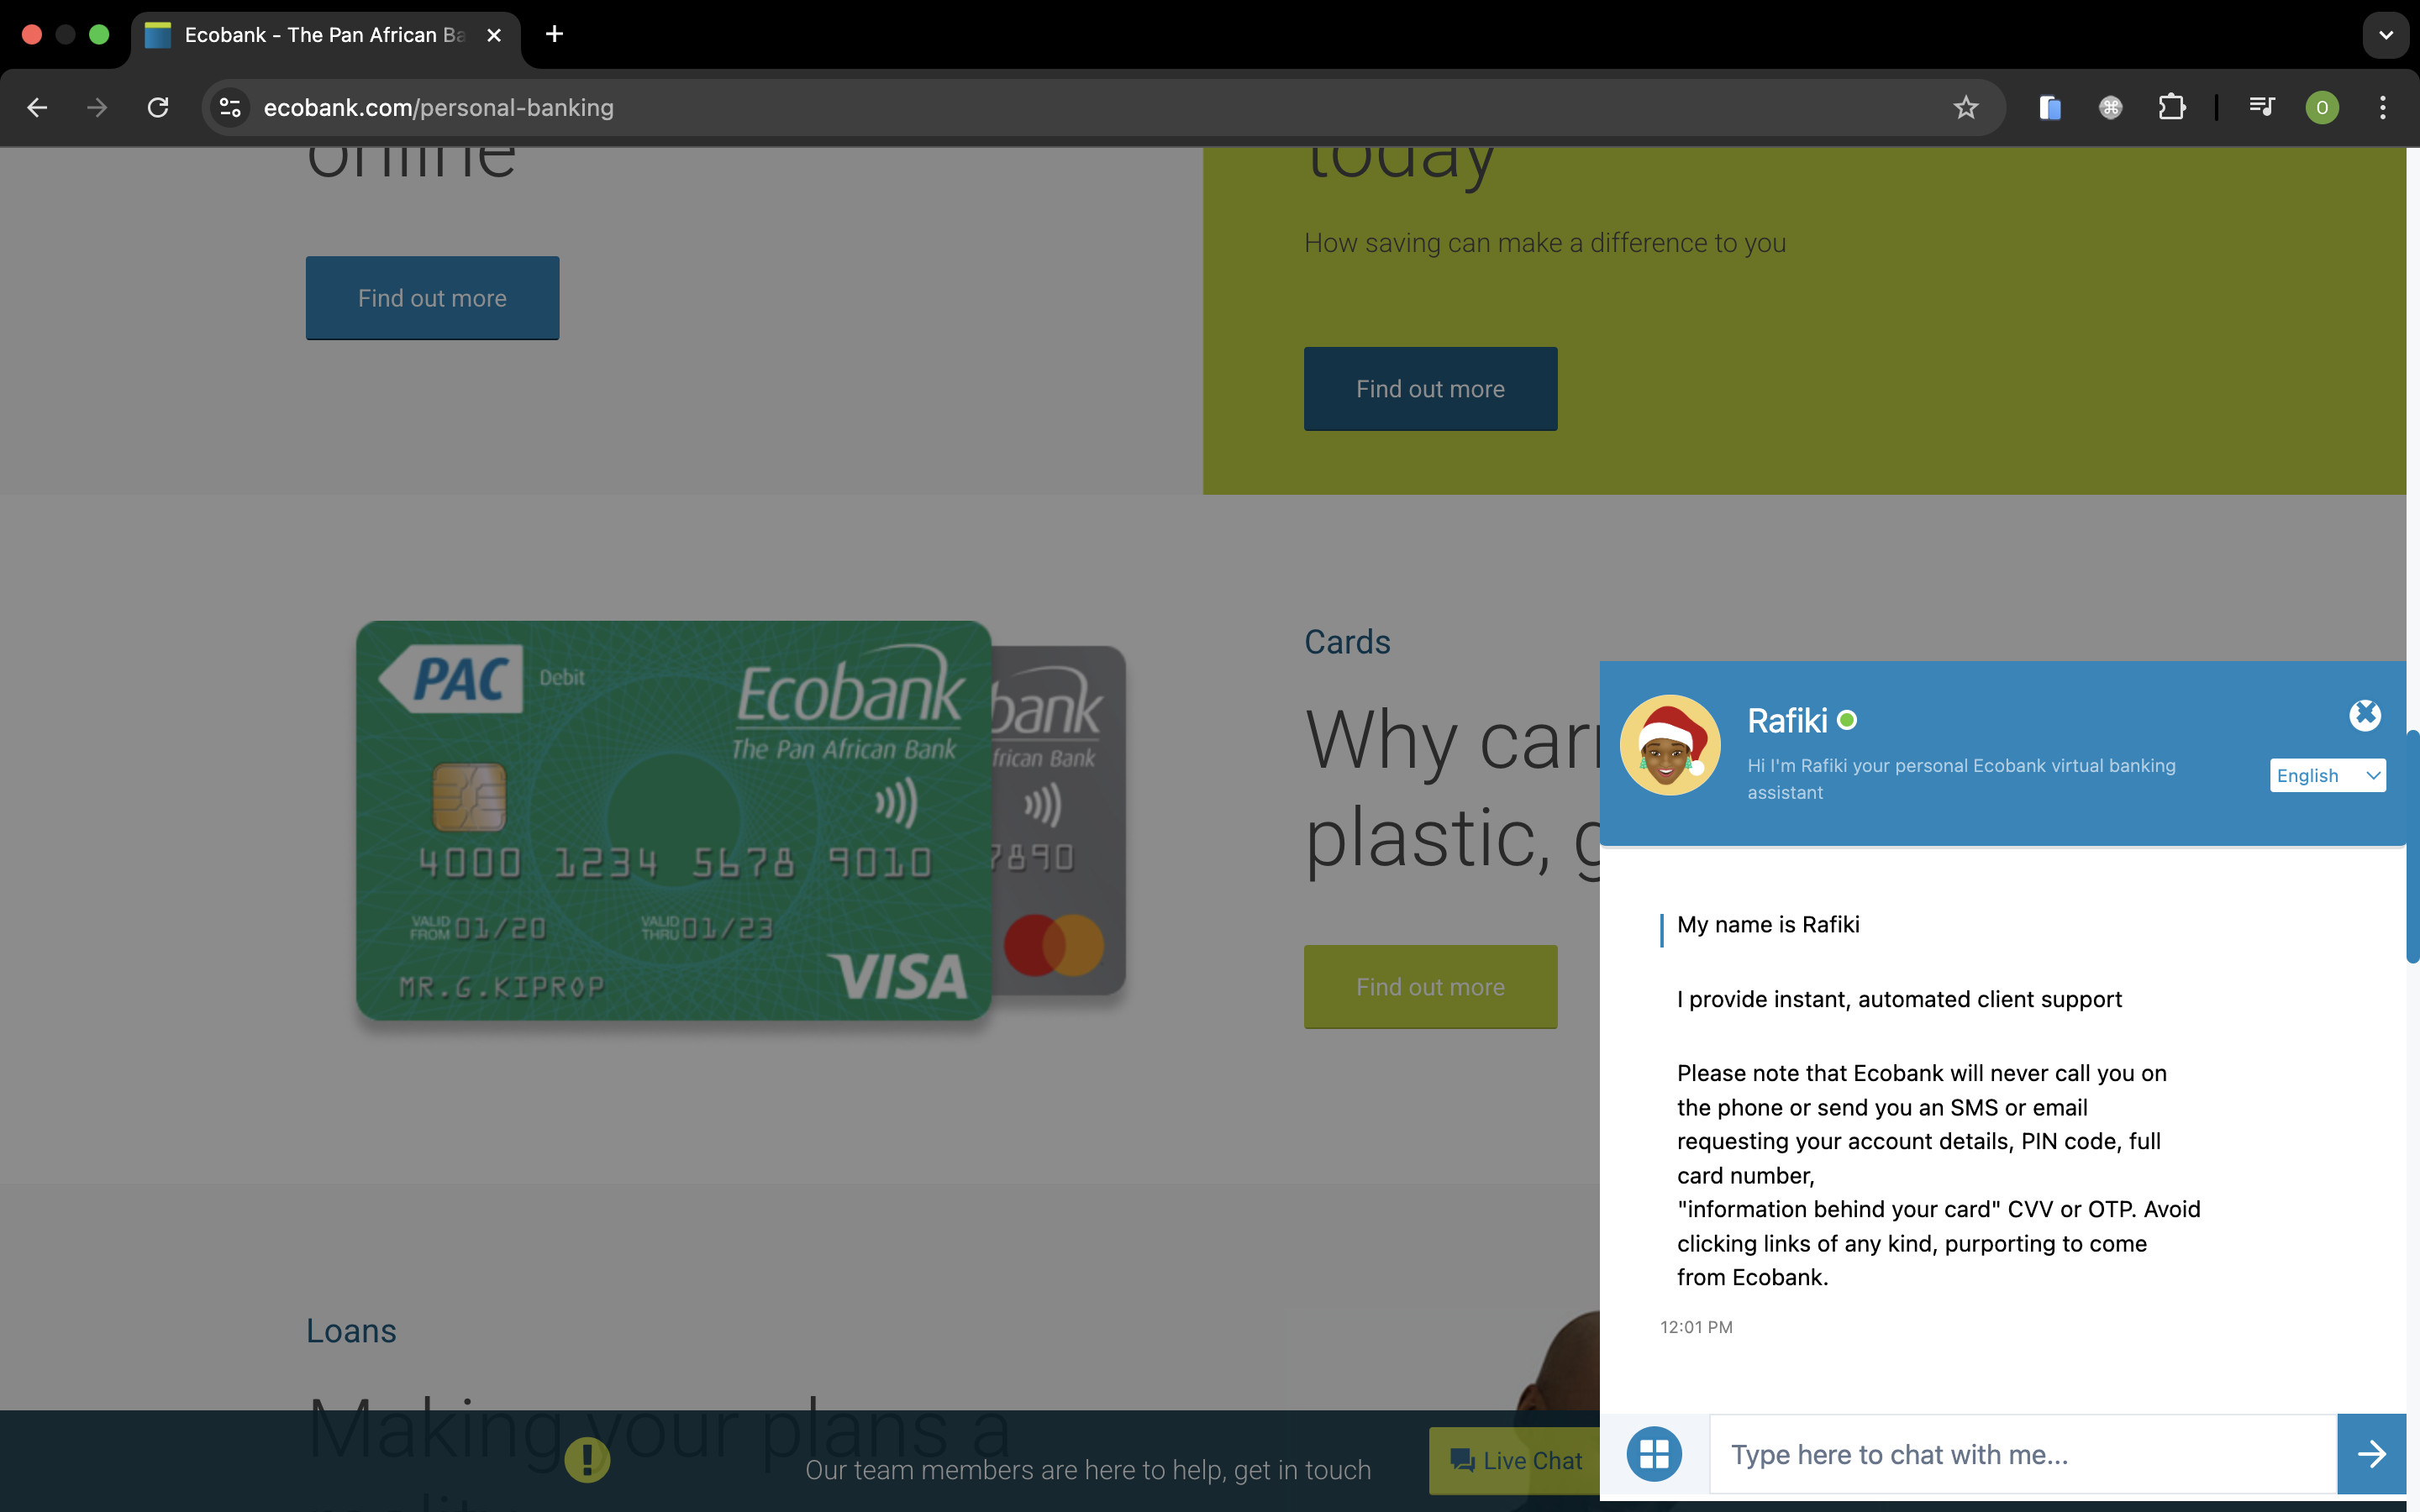 Ecobank - The Pan African Ba
ecobank.com/personal-banking
O
online
today
How saving can make a difference to you
Find out more
Find out more
PAC
Debit
Ecobank
The Pan African Bank
4000 1234 5678 9010
VALID FROM 01/20
VALID THRU 01/23
MR.G.KIPROP
VISA
bank
frican Bank
7890
Cards
Why carr
plastic, g
Find out more
Loans
Making your plans a
reality
Our team members are here to help, get in touch
Live Chat
Rafiki
Hi I'm Rafiki your personal Ecobank virtual banking
assistant
English
My name is Rafiki
I provide instant, automated client support
Please note that Ecobank will never call you on
the phone or send you an SMS or email
requesting your account details, PIN code, full
card number,
"information behind your card" CVV or OTP. Avoid
clicking links of any kind, purporting to come
from Ecobank.
12:01 PM
Type here to chat with me...